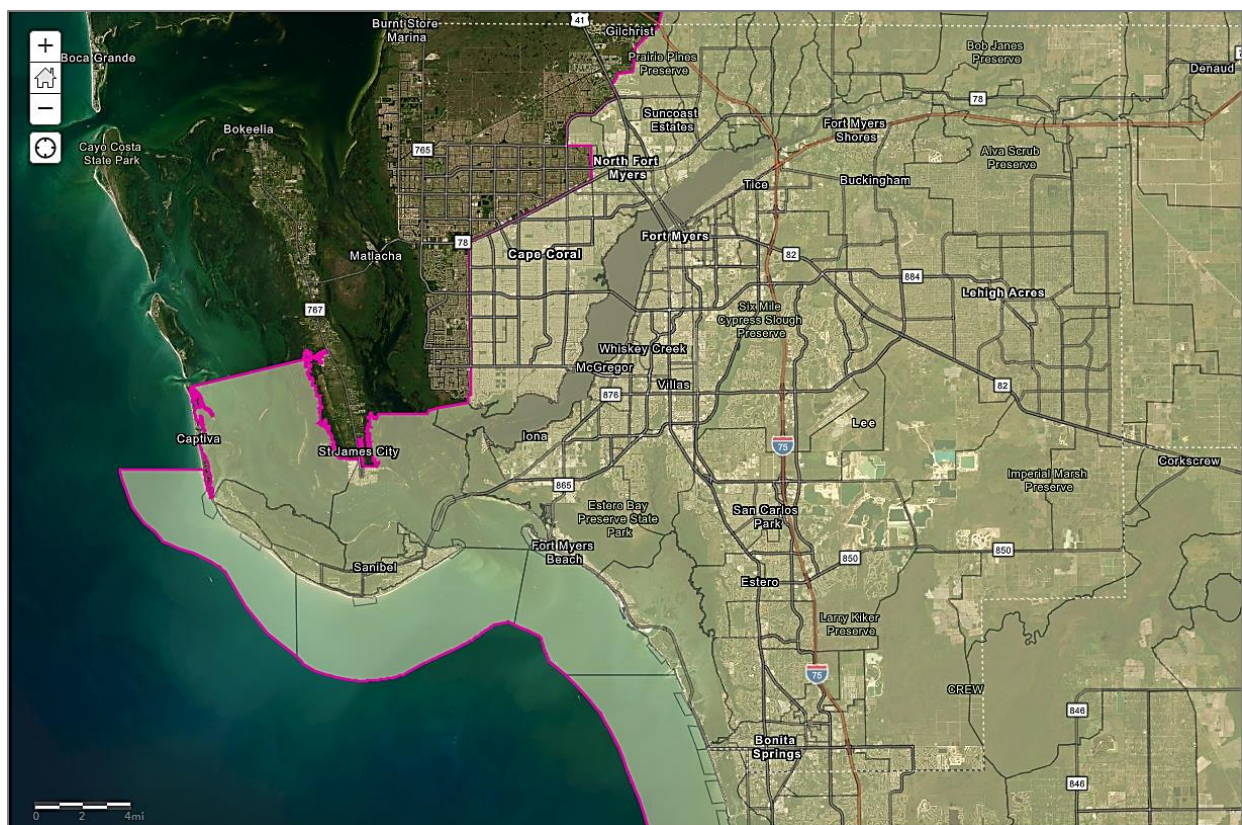 41
Burnt Store
Marina
Gilchrist
+
Boca Grande
Prairie Pines
Preserve
Bob Janes
Preserve
Denaud
−
78
Suncoast
Estates
Fort Myers
Shores
Bokeelia
Cayo Costa
State Park
765
Alva Scrub
Preserve
North Fort
Myers
Tice
Buckingham
Fort Myers
78
Cape Coral
Matlacha
82
884
Lehigh Acres
767
Six Mile
Cypress Slough
Preserve
Whiskey Creek
McGregor
Villas
82
876
Lee
Captiva
St James City
Iona
75
Corkscrew
Imperial Marsh
Preserve
865
Estero Bay
Preserve State
Park
San Carlos
Park
Fort Myers
Beach
850
850
Sanibel
Estero
Larry Kiker
Preserve
75
CREW
846
Bonita
Springs
846
0 2 4mi